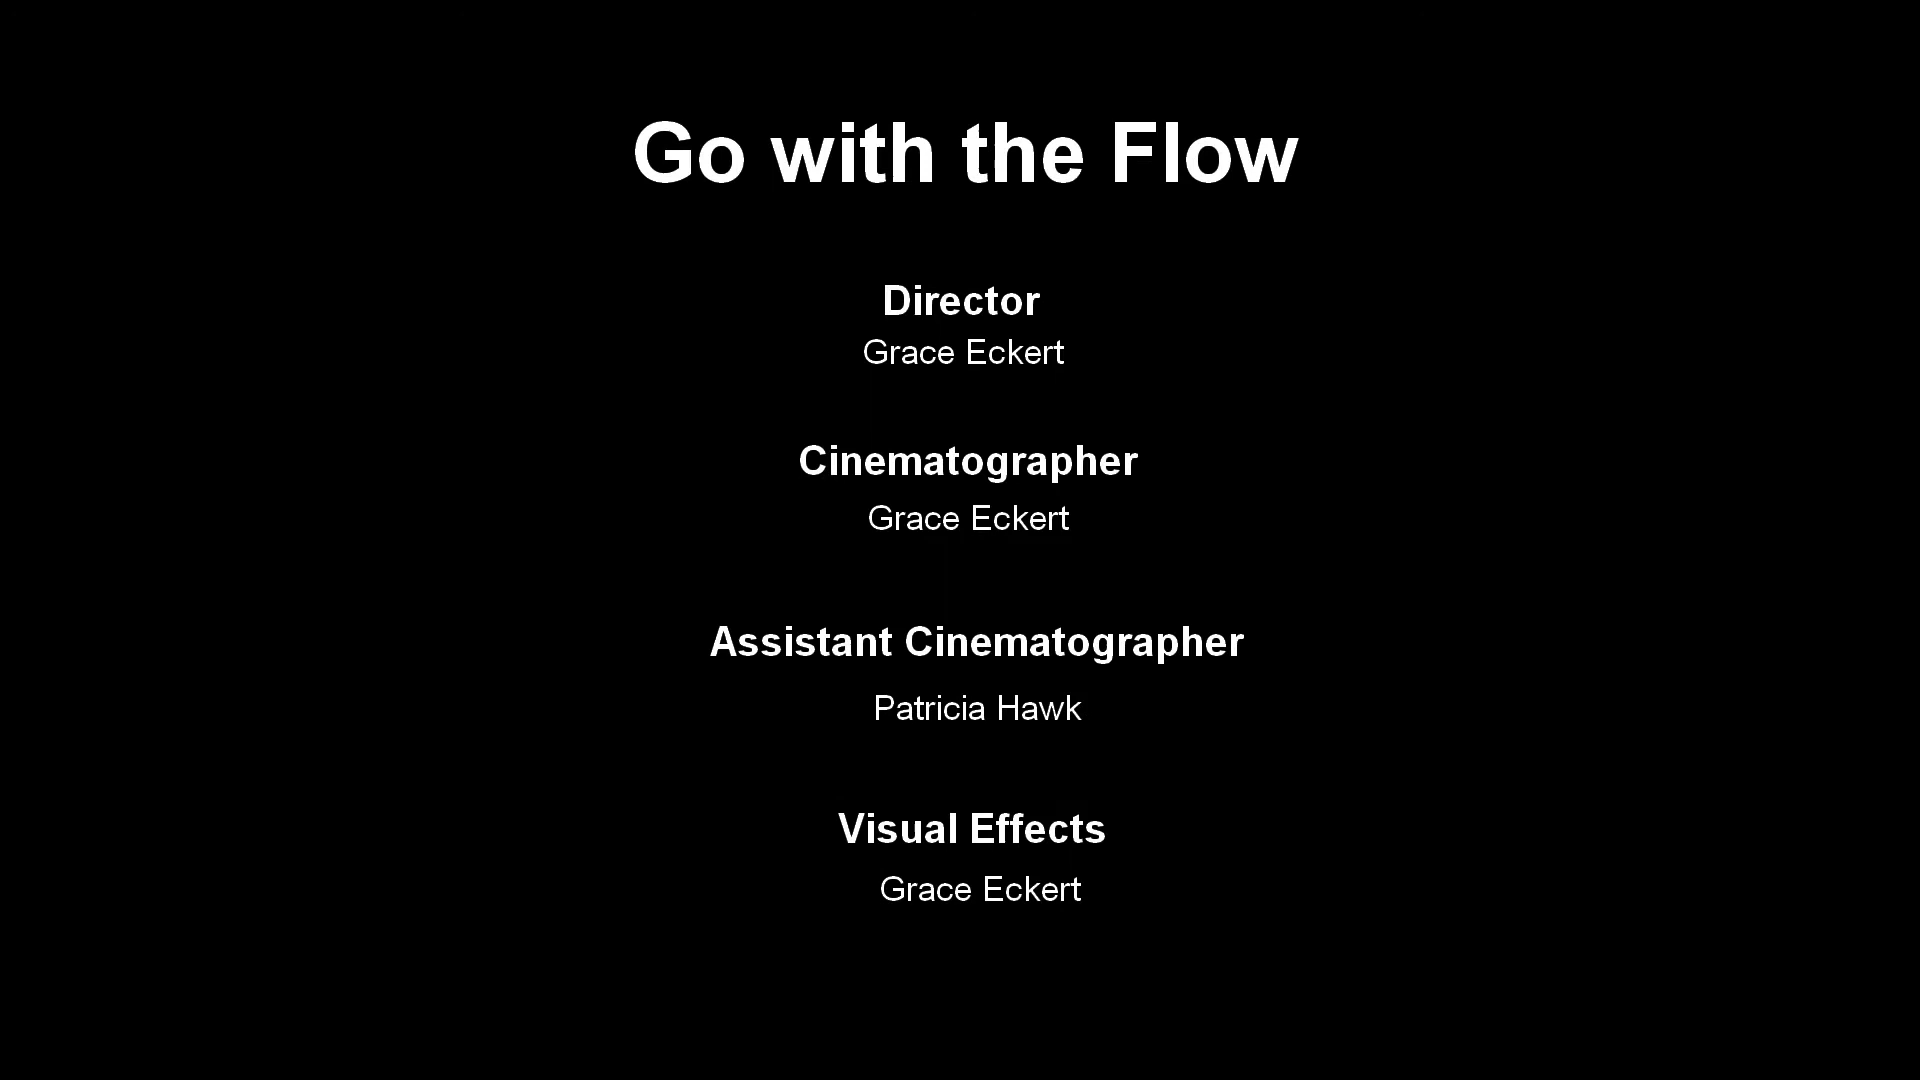 Go with the Flow
Director
Grace Eckert
Cinematographer
Grace Eckert
Assistant Cinematographer
Patricia Hawk
Visual Effects
Grace Eckert